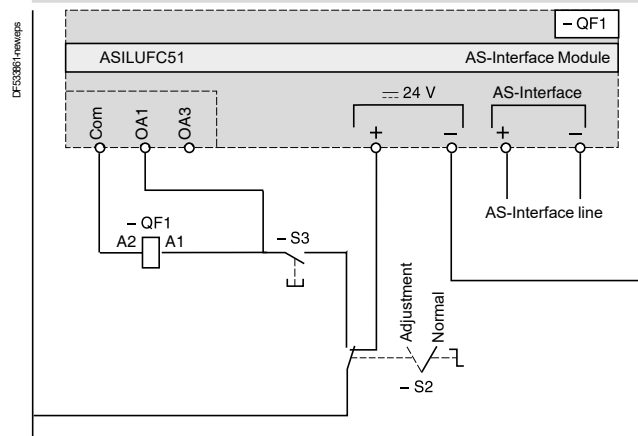 DF533861-new.eps
– QF1
ASILUFC51
AS-Interface Module
24 V
AS-Interface
Com
OA1
OA3
+
–
+
–
AS-Interface line
– QF1
A2
A1
– S3
Adjustment
Normal
– S2